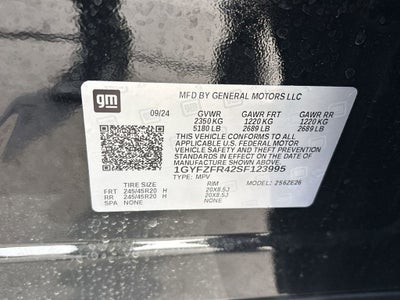 gm
MFD BY GENERAL MOTORS LLC
09/24 GVWR GAWR FRT GAWR RR
2350 KG 1220 KG 1220 KG
5180 LB 2689 LB 2689 LB
THIS VEHICLE CONFORMS TO ALL
APPLICABLE U.S. FEDERAL MOTOR
VEHICLE SAFETY AND THEFT PREVENTION
STANDARDS IN EFFECT ON THE DATE OF
MANUFACTURE SHOWN ABOVE.
1GYFZFR42SF123995
TYPE: MPV
TIRE SIZE RIM MODEL: 256ZE26
FRT 245/45R20 H 20X8.5J
RR 245/45R20 H 20X8.5J
SPA NONE NONE